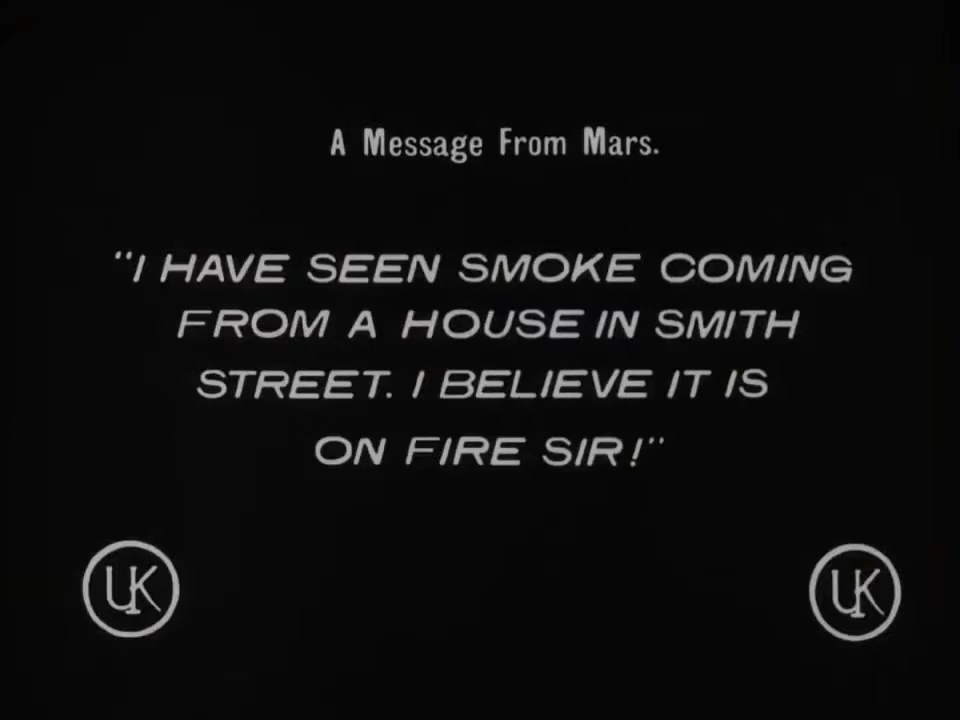 A Message From Mars.
"I HAVE SEEN SMOKE COMING
FROM A HOUSE IN SMITH
STREET. I BELIEVE IT IS
ON FIRE SIR!"
UK
UK